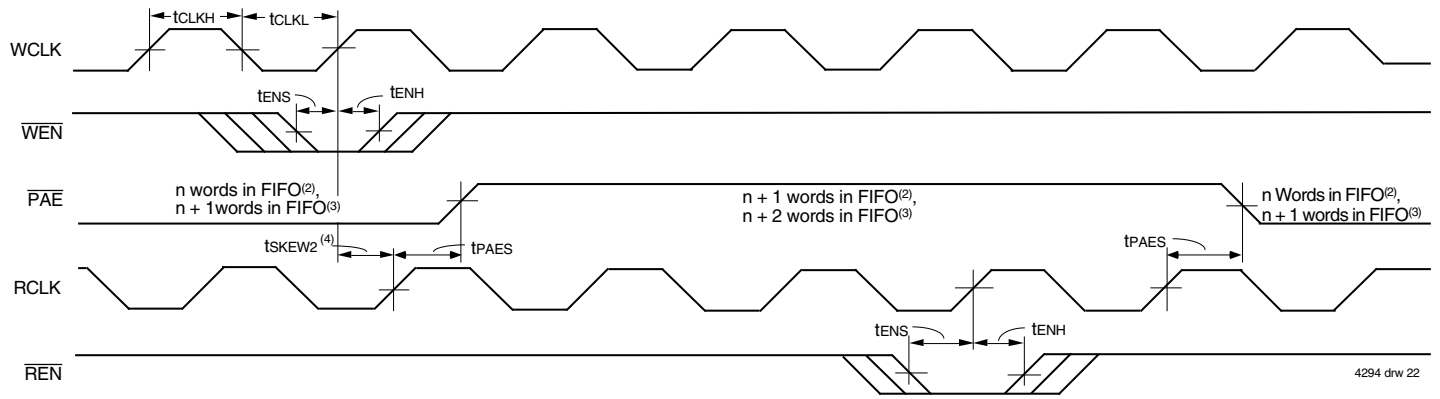 tCLKH
tCLKL
WCLK
tENS
tENH
WEN
PAE
n words in FIFO(2),
n + 1words in FIFO(3)
n + 1 words in FIFO(2),
n + 2 words in FIFO(3)
n Words in FIFO(2),
n + 1 words in FIFO(3)
tSKEW2 (4)
tPAES
tPAES
RCLK
tENS
tENH
REN
4294 drw 22